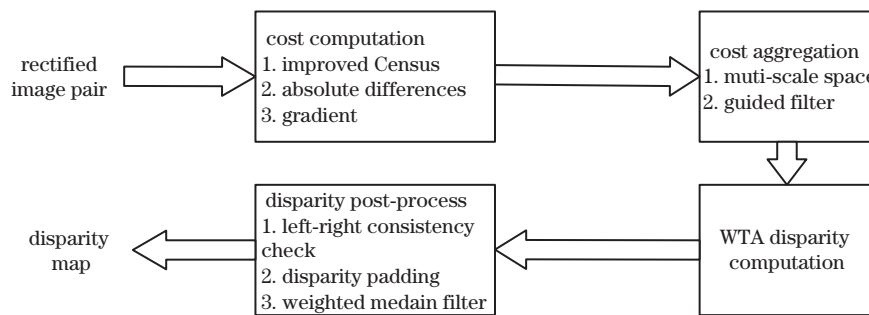 rectified
image pair
cost computation
1. improved Census
2. absolute differences
3. gradient
cost aggregation
1. muti-scale space
2. guided filter
WTA disparity
computation
disparity post-process
1. left-right consistency
check
2. disparity padding
3. weighted medain filter
disparity
map